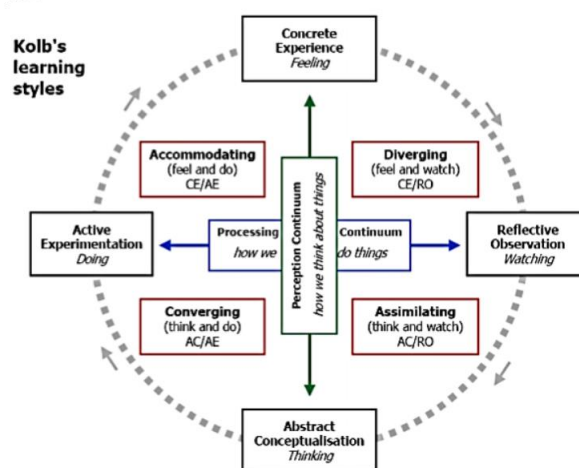 Kolb's
learning
styles
Concrete
Experience
Feeling
Accommodating
(feel and do)
CE/AE
Diverging
(feel and watch)
CE/RO
Active
Experimentation
Doing
Processing
how we
Perception Continuum
how we think about things
Continuum
do things
Reflective
Observation
Watching
Converging
(think and do)
AC/AE
Assimilating
(think and watch)
AC/RO
Abstract
Conceptualisation
Thinking